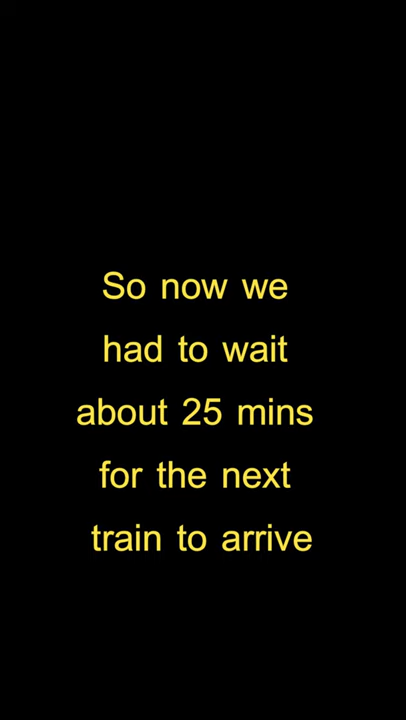 So now we
had to wait
about 25 mins
for the next
train to arrive